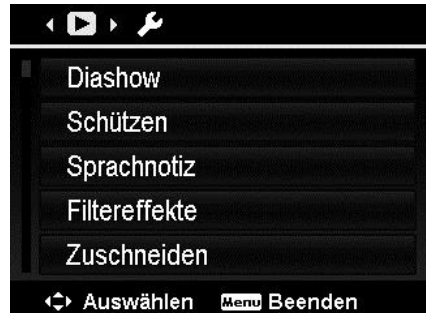 Diashow
Schützen
Sprachnotiz
Filtereffekte
Zuschneiden
Auswählen Menu Beenden